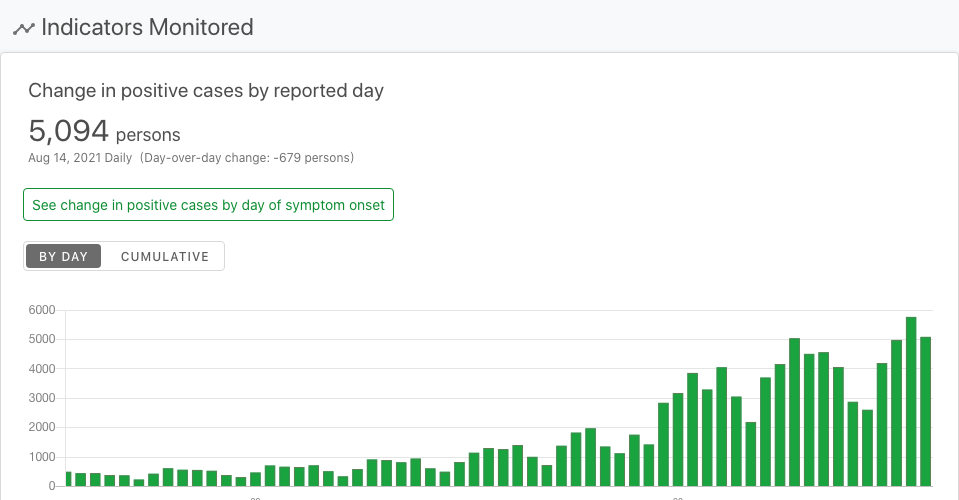 Indicators Monitored
Change in positive cases by reported day
5,094 persons
Aug 14, 2021 Daily (Day-over-day change: -679 persons)
See change in positive cases by day of symptom onset
BY DAY CUMULATIVE
6000
5000
4000
3000
2000
1000
0